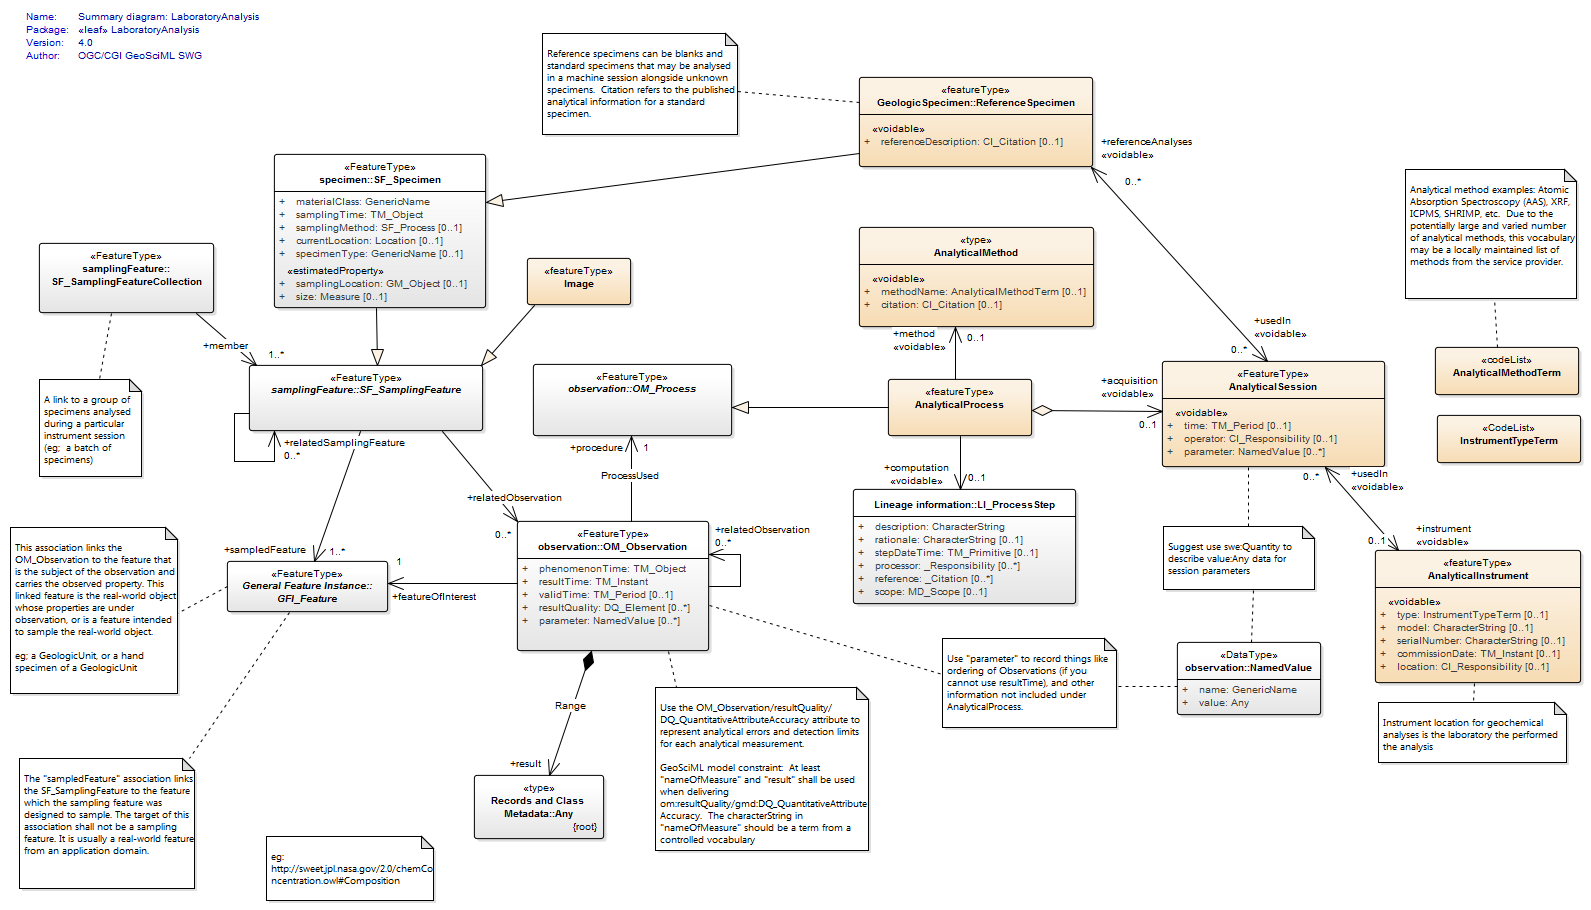 Name: Summary diagram: LaboratoryAnalysis
Package: «leaf» LaboratoryAnalysis
Version: 4.0
Author: OGC/CGI GeoSciML SWG
Reference specimens can be blanks and
standard specimens that may be analysed
in a machine session alongside unknown
specimens. Citation refers to the published
analytical information for a standard
specimen.
«featureType»
GeologicSpecimen::ReferenceSpecimen
«voidable»
+ referenceDescription: CI_Citation [0..1]
+referenceAnalyses
«voidable»
0..*
«FeatureType»
specimen::SF_Specimen
+ materialClass: GenericName
+ samplingTime: TM_Object
+ samplingMethod: SF_Process [0..1]
+ currentLocation: Location [0..1]
+ specimenType: GenericName [0..1]
«estimatedProperty»
+ samplingLocation: GM_Object [0..1]
+ size: Measure [0..1]
Analytical method examples: Atomic
Absorption Spectroscopy (AAS), XRF,
ICPMS, SHRIMP, etc. Due to the
potentially large and varied number
of analytical methods, this vocabulary
may be a locally maintained list of
methods from the service provider.
«FeatureType»
samplingFeature::
SF_SamplingFeatureCollection
«featureType»
Image
«type»
AnalyticalMethod
«voidable»
+ methodName: AnalyticalMethodTerm [0..1]
+ citation: CI_Citation [0..1]
+member
1..*
+method
«voidable»
0..1
+usedIn
«voidable»
0..*
«codeList»
AnalyticalMethodTerm
«CodeList»
InstrumentTypeTerm
«FeatureType»
samplingFeature::SF_SamplingFeature
+relatedSamplingFeature
0..*
«FeatureType»
observation::OM_Process
«featureType»
AnalyticalProcess
+acquisition
«voidable»
0..1
«FeatureType»
AnalyticalSession
«voidable»
+ time: TM_Period [0..1]
+ operator: CI_Responsibility [0..1]
+ parameter: NamedValue [0..*]
A link to a group of
specimens analysed
during a particular
instrument session
(eg; a batch of
specimens)
+procedure
1
ProcessUsed
+computation
«voidable»
0..1
+usedIn
«voidable»
0..*
+instrument
«voidable»
0..1
+relatedObservation
0..*
Lineage information::LI_ProcessStep
+ description: CharacterString
+ rationale: CharacterString [0..1]
+ stepDateTime: TM_Primitive [0..1]
+ processor: _Responsibility [0..*]
+ reference: _Citation [0..*]
+ scope: MD_Scope [0..1]
This association links the
OM_Observation to the feature that
is the subject of the observation and
carries the observed property. This
linked feature is the real-world object
whose properties are under
observation, or is a feature intended
to sample the real-world object.
eg; a GeologicUnit, or a hand
specimen of a GeologicUnit
+sampledFeature
1..*
«FeatureType»
General Feature Instance::
GFI_Feature
1
+featureOfInterest
«FeatureType»
observation::OM_Observation
+ phenomenonTime: TM_Object
+ resultTime: TM_Instant
+ validTime: TM_Period [0..1]
+ resultQuality: DQ_Element [0..*]
+ parameter: NamedValue [0..*]
+relatedObservation
0..*
Suggest use swe:Quantity to
describe value:Any data for
session parameters
«featureType»
AnalyticalInstrument
«voidable»
+ type: InstrumentTypeTerm [0..1]
+ model: CharacterString [0..1]
+ serialNumber: CharacterString [0..1]
+ commissionDate: TM_Instant [0..1]
+ location: CI_Responsibility [0..1]
Use "parameter" to record things like
ordering of Observations (if you
cannot use resultTime), and other
information not included under
AnalyticalProcess.
«DataType»
observation::NamedValue
+ name: GenericName
+ value: Any
Instrument location for geochemical
analyses is the laboratory the performed
the analysis
Range
+result
«type»
Records and Class
Metadata::Any
{root}
Use the OM_Observation/resultQuality/
DQ_QuantitativeAttributeAccuracy attribute to
represent analytical errors and detection limits
for each analytical measurement.
GeoSciML model constraint: At least
"nameOfMeasure" and "result" shall be used
when delivering
om:resultQuality/gmd:DQ_QuantitativeAttribute
Accuracy. The characterString in
"nameOfMeasure" should be a term from a
controlled vocabulary
The "sampledFeature" association links
the SF_SamplingFeature to the feature
which the sampling feature was
designed to sample. The target of this
association shall not be a sampling
feature. It is usually a real-world feature
from an application domain.
eg:
http://sweet.jpl.nasa.gov/2.0/chemCo
ncentration.owl#Composition